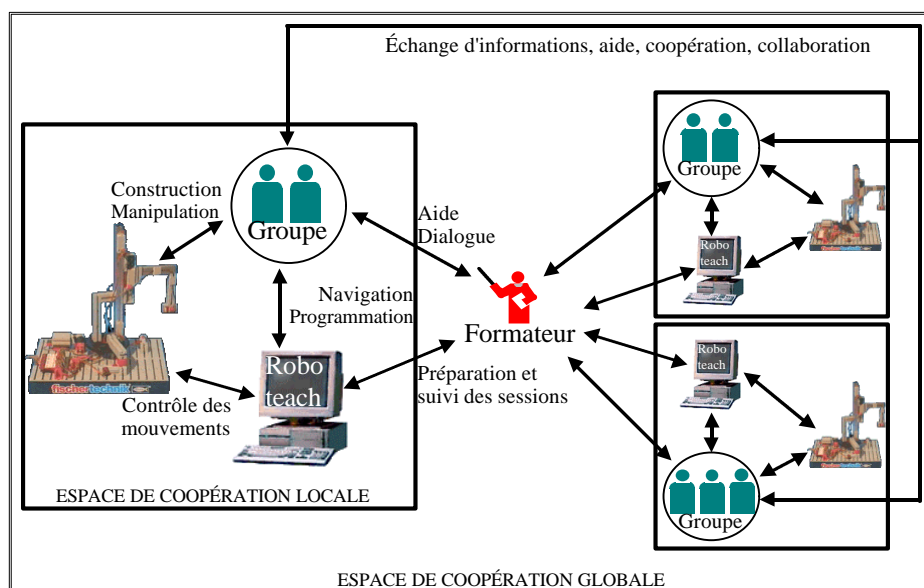 Échange d'informations, aide, coopération, collaboration
Construction
Manipulation
Groupe
Aide
Dialogue
Navigation
Programmation
fischertechnik
Contrôle des
mouvements
Robo
teach
Formateur
Préparation et
suivi des sessions
ESPACE DE COOPÉRATION LOCALE
Groupe
Robo
teach
Robo
teach
Groupe
ESPACE DE COOPÉRATION GLOBALE